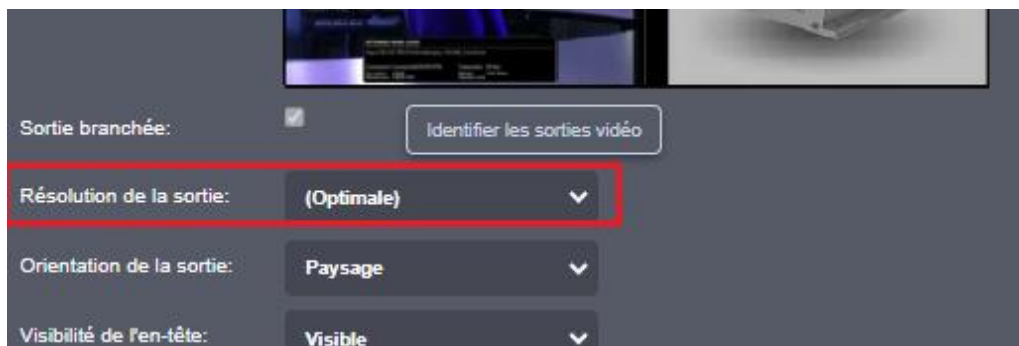 Sortie branchée:
Identifier les sorties vidéo
Résolution de la sortie:
(Optimale)
Orientation de la sortie:
Paysage
Visibilité de l'en-tête:
Visible